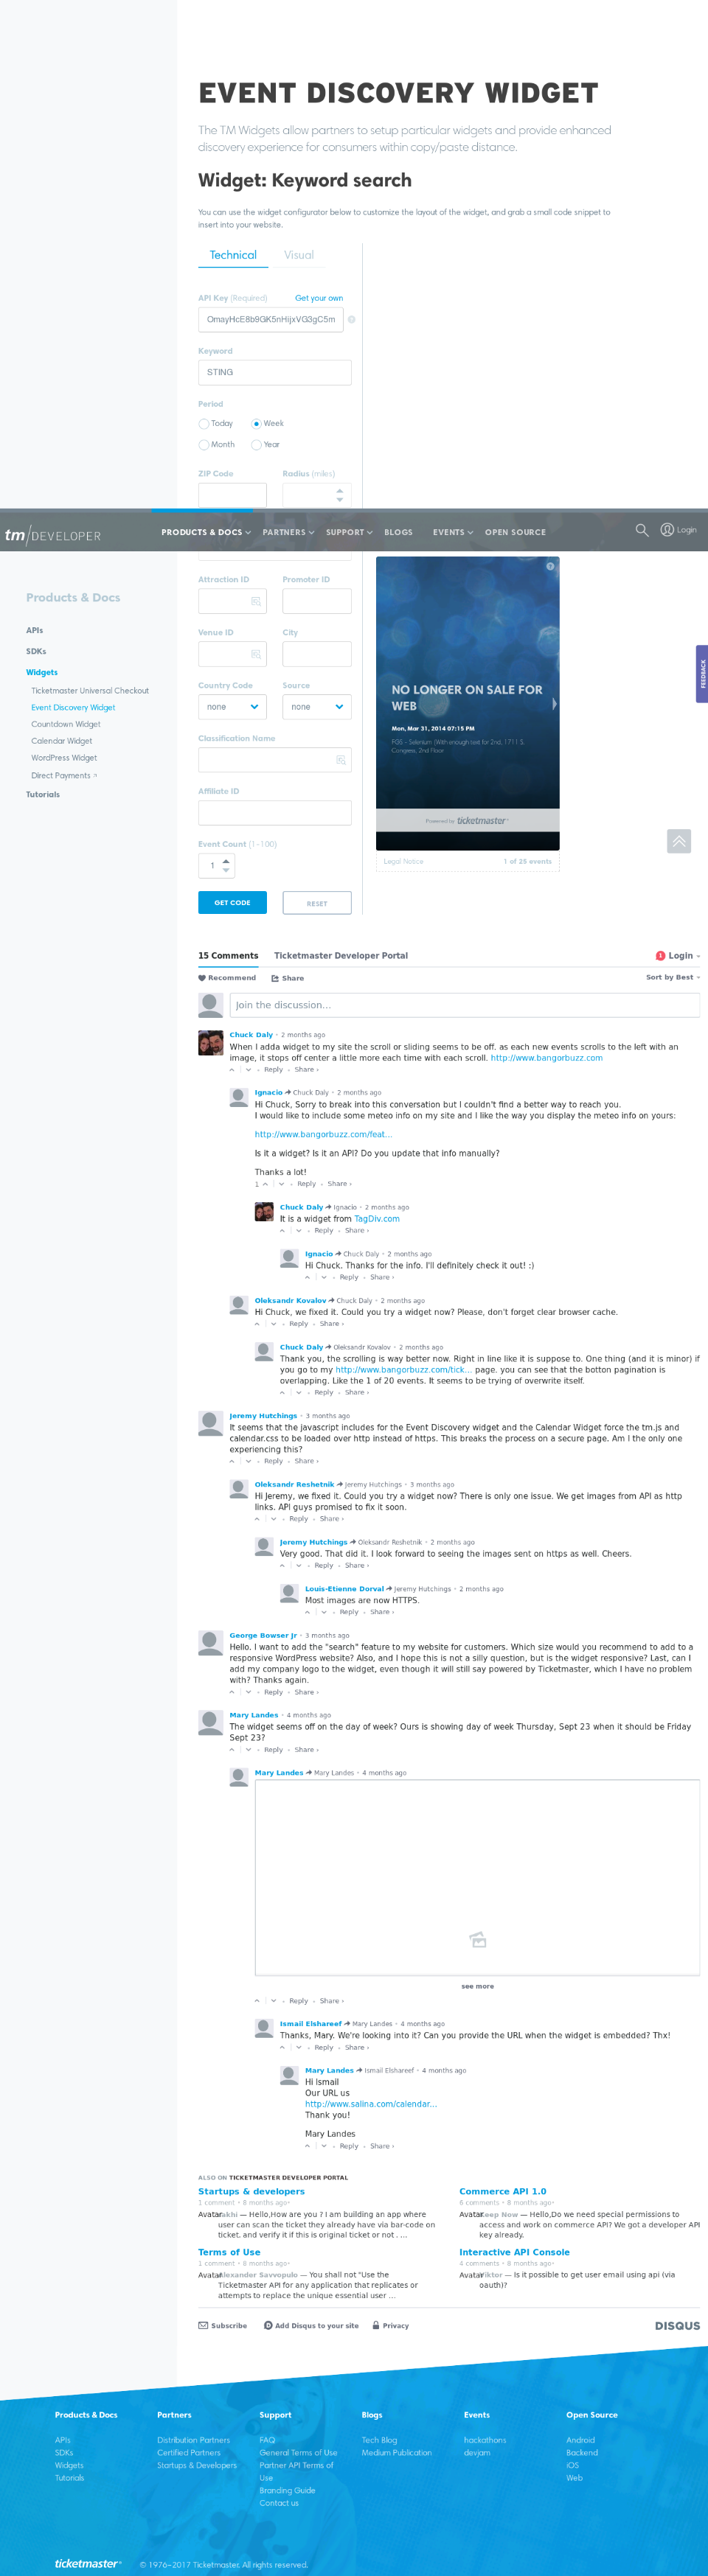 EVENT DISCOVERY WIDGET
The TM Widgets allow partners to setup particular widgets and provide enhanced
discovery experience for consumers within copy/paste distance.
Widget: Keyword search
You can use the widget configurator below to customize the layout of the widget, and grab a small code snippet to
insert into your website.
Technical Visual
API Key (Required) Get your own
OmayHcE8b9GK5nHijxVG3gC5m
Keyword
STING
Period
Today Week
Month Year
ZIP Code Radius (miles)
tm/DEVELOPER PRODUCTS & DOCS PARTNERS SUPPORT BLOGS EVENTS OPEN SOURCE Login
Products & Docs
APIs
SDKs
Widgets
Ticketmaster Universal Checkout
Event Discovery Widget
Countdown Widget
Calendar Widget
WordPress Widget
Direct Payments
Tutorials
Attraction ID Promoter ID
Venue ID City
Country Code Source
none none
Classification Name
Affiliate ID
Event Count (1-100)
1
GET CODE RESET
NO LONGER ON SALE FOR
WEB
Mon, Mar 31, 2014 07:15 PM
FGS - Selenium (With enough text for 2nd, 1711 S.
Congress, 2nd Floor
Powered by ticketmaster
Legal Notice 1 of 25 events
FEEDBACK
15 Comments Ticketmaster Developer Portal 1 Login
Recommend Share Sort by Best
Join the discussion...
Chuck Daly • 2 months ago
When I adda widget to my site the scroll or sliding seems to be off. as each new events scrolls to the left with an
image, it stops off center a little more each time with each scroll. http://www.bangorbuzz.com
Reply • Share ›
Ignacio Chuck Daly • 2 months ago
Hi Chuck, Sorry to break into this conversation but I couldn't find a better way to reach you.
I would like to include some meteo info on my site and I like the way you display the meteo info on yours:
http://www.bangorbuzz.com/feat...
Is it a widget? Is it an API? Do you update that info manually?
Thanks a lot!
1 Reply • Share ›
Chuck Daly Ignacio • 2 months ago
It is a widget from TagDiv.com
Reply • Share ›
Ignacio Chuck Daly • 2 months ago
Hi Chuck. Thanks for the info. I'll definitely check it out! :)
Reply • Share ›
Oleksandr Kovalov Chuck Daly • 2 months ago
Hi Chuck, we fixed it. Could you try a widget now? Please, don't forget clear browser cache.
Reply • Share ›
Chuck Daly Oleksandr Kovalov • 2 months ago
Thank you, the scrolling is way better now. Right in line like it is suppose to. One thing (and it is minor) if
you go to my http://www.bangorbuzz.com/tick... page. you can see that the botton pagination is
overlapping. Like the 1 of 20 events. It seems to be trying of overwrite itself.
Reply • Share ›
Jeremy Hutchings • 3 months ago
It seems that the javascript includes for the Event Discovery widget and the Calendar Widget force the tm.js and
calendar.css to be loaded over http instead of https. This breaks the process on a secure page. Am I the only one
experiencing this?
Reply • Share ›
Oleksandr Reshetnik Jeremy Hutchings • 3 months ago
Hi Jeremy, we fixed it. Could you try a widget now? There is only one issue. We get images from API as http
links. API guys promised to fix it soon.
Reply • Share ›
Jeremy Hutchings Oleksandr Reshetnik • 2 months ago
Very good. That did it. I look forward to seeing the images sent on https as well. Cheers.
Reply • Share ›
Louis-Etienne Dorval Jeremy Hutchings • 2 months ago
Most images are now HTTPS.
Reply • Share ›
George Bowser Jr • 3 months ago
Hello. I want to add the "search" feature to my website for customers. Which size would you recommend to add to a
responsive WordPress website? Also, and I hope this is not a silly question, but is the widget responsive? Last, can I
add my company logo to the widget, even though it will still say powered by Ticketmaster, which I have no problem
with? Thanks again.
Reply • Share ›
Mary Landes • 4 months ago
The widget seems off on the day of week? Ours is showing day of week Thursday, Sept 23 when it should be Friday
Sept 23?
Reply • Share ›
Mary Landes Mary Landes • 4 months ago
see more
Reply • Share ›
Ismail Elshareef Mary Landes • 4 months ago
Thanks, Mary. We're looking into it? Can you provide the URL when the widget is embedded? Thx!
Reply • Share ›
Mary Landes Ismail Elshareef • 4 months ago
Hi Ismail
Our URL us
http://www.salina.com/calendar...
Thank you!
Mary Landes
Reply • Share ›
ALSO ON TICKETMASTER DEVELOPER PORTAL
Startups & developers
1 comment • 8 months ago•
Avatar — Hello,How are you ? I am building an app where
user can scan the ticket they already have via bar-code on
ticket. and verify it if this is original ticket or not . ...
Commerce API 1.0
6 comments • 8 months ago•
Avatar Keep Now — Hello,Do we need special permissions to
access and work on commerce API? We got a developer API
key already.
Terms of Use
1 comment • 8 months ago•
Avatar Alexander Savvopulo — You shall not "Use the
Ticketmaster API for any application that replicates or
attempts to replace the unique essential user ...
Interactive API Console
4 comments • 8 months ago•
Avatar Viktor — Is it possible to get user email using api (via
oauth)?
Subscribe Add Disqus to your site Privacy DISQUS
Products & Docs
APIs
SDKs
Widgets
Tutorials
Partners
Distribution Partners
Certified Partners
Startups & Developers
Support
FAQ
General Terms of Use
Partner API Terms of
Use
Branding Guide
Contact us
Blogs
Tech Blog
Medium Publication
Events
hackathons
devjam
Open Source
Android
Backend
iOS
Web
ticketmaster © 1976–2017 Ticketmaster. All rights reserved.